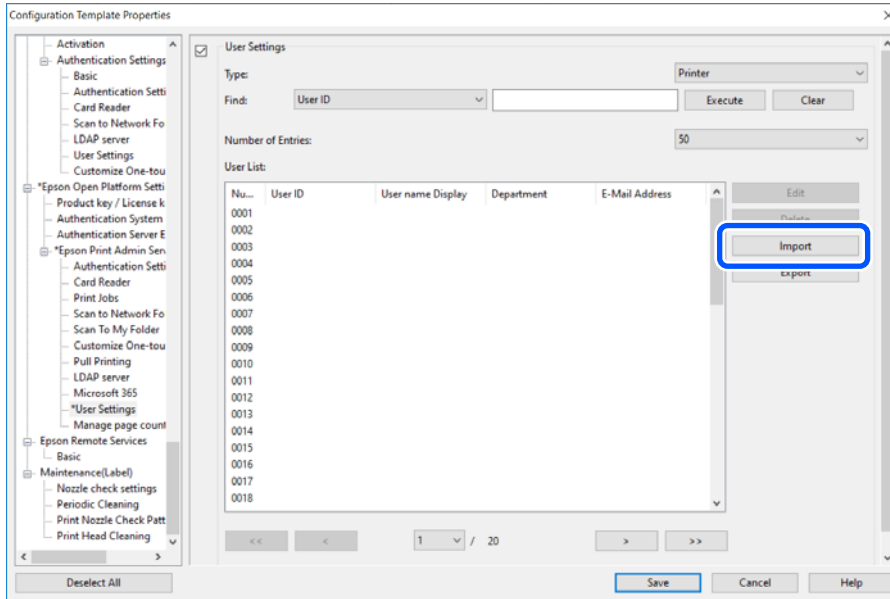 Configuration Template Properties
Activation
Authentication Settings
Basic
Authentication Setti
Card Reader
Scan to Network Fo
LDAP server
User Settings
Customize One-tou
*Epson Open Platform Setti
Product key / License k
Authentication System
Authentication Server E
*Epson Print Admin Serv
Authentication Setti
Card Reader
Print Jobs
Scan to Network Fo
Scan To My Folder
Customize One-tou
Pull Printing
LDAP server
Microsoft 365
*User Settings
Manage page count
Epson Remote Services
Basic
Maintenance(Label)
Nozzle check settings
Periodic Cleaning
Print Nozzle Check Patt
Print Head Cleaning
User Settings
Type: Printer
Find: User ID Execute Clear
Number of Entries: 50
User List:
Nu... User ID User name Display Department E-Mail Address
0001
0002
0003
0004
0005
0006
0007
0008
0009
0010
0011
0012
0013
0014
0015
0016
0017
0018
Edit
Delete
Import
Export
<< < 1 / 20 > >>
Deselect All Save Cancel Help